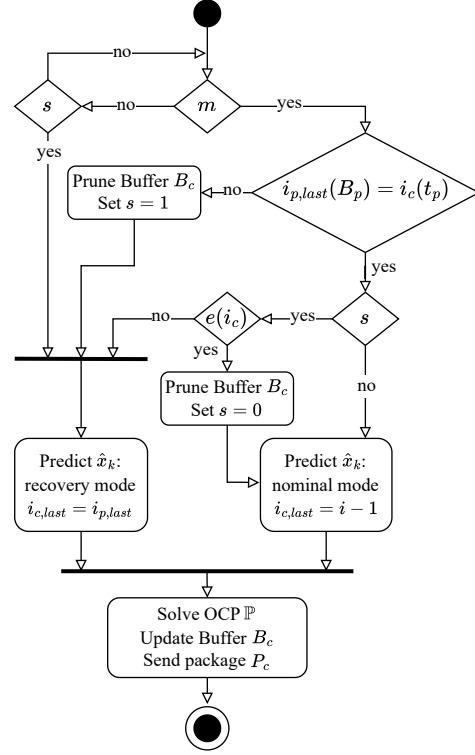 no
s
no
m
yes
yes
Prune Buffer B_c
Set s = 1
no
i_{p,last}(B_p) = i_c(t_p)
yes
no
e(i_c)
yes
s
yes
no
Prune Buffer B_c
Set s = 0
Predict x̂_k:
recovery mode
i_{c,last} = i_{p,last}
Predict x̂_k:
nominal mode
i_{c,last} = i − 1
Solve OCP ℙ
Update Buffer B_c
Send package P_c